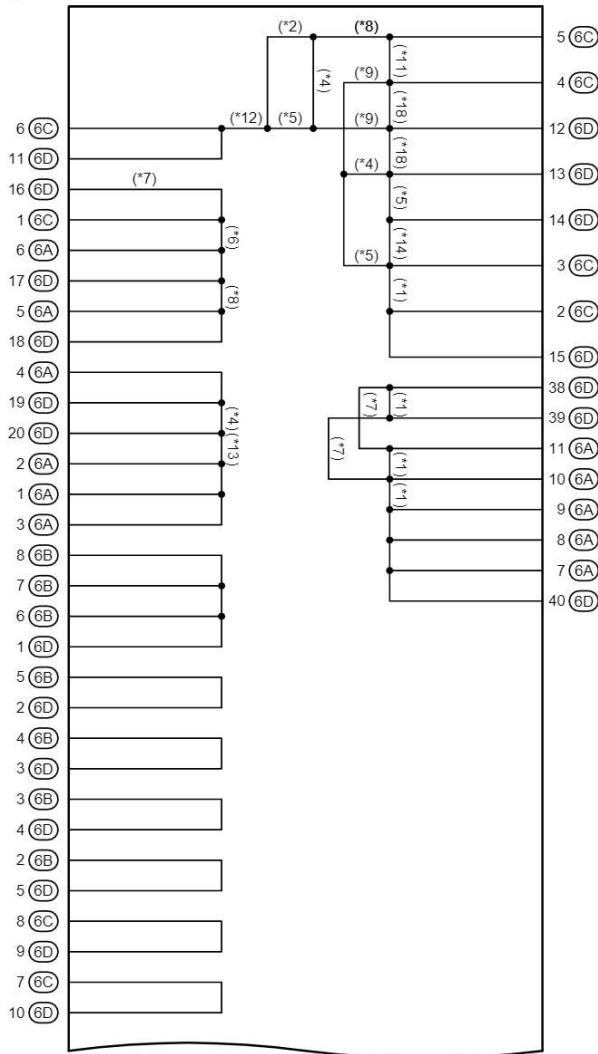 (*2)
(*8)
5 6C
(*11)
(*4)
(*9)
4 6C
(*18)
6 6C
(*12)
(*5)
(*9)
12 6D
(*18)
11 6D
(*4)
13 6D
16 6D
(*7)
(*5)
1 6C
14 6D
(*6)
(*14)
6 6A
(*5)
3 6C
17 6D
(*8)
(*1)
5 6A
2 6C
18 6D
15 6D
4 6A
38 6D
(*7)
(*1)
19 6D
39 6D
(*4)
(*13)
20 6D
(*7)
11 6A
2 6A
(*1)
10 6A
1 6A
(*1)
9 6A
3 6A
8 6A
8 6B
7 6A
7 6B
40 6D
6 6B
1 6D
5 6B
2 6D
4 6B
3 6D
3 6B
4 6D
2 6B
5 6D
8 6C
9 6D
7 6C
10 6D